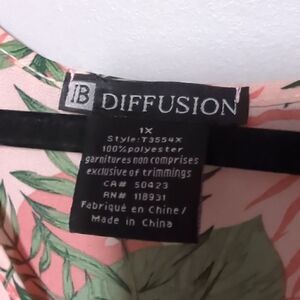 IB DIFFUSION
1X
Style:T3554X
100%polyester
garnitures non comprises
exclusive of trimmings
CA# 50423
RN# 118931
Fabriqué en Chine/
Made in China